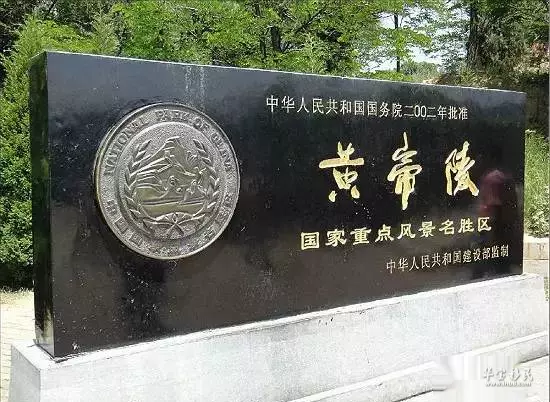 中华人民共和国国务院二00二年批准
黄帝陵
国家重点风景名胜区
中华人民共和国建设部监制
NATIONAL PARK OF CHINA